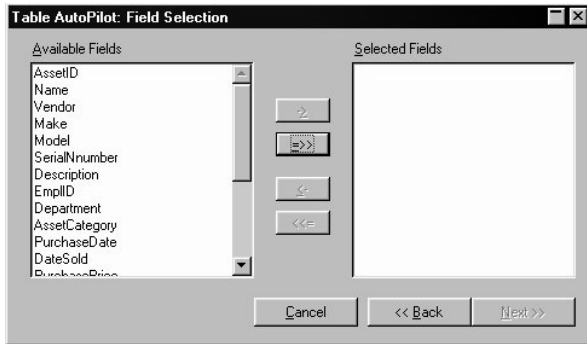 Table AutoPilot: Field Selection
Available Fields
Selected Fields
AssetID
Name
Vendor
Make
Model
SerialNnumber
Description
EmplID
Department
AssetCategory
PurchaseDate
DateSold
PurchasePrice
->
=>>
<-
<<=
Cancel
<< Back
Next >>